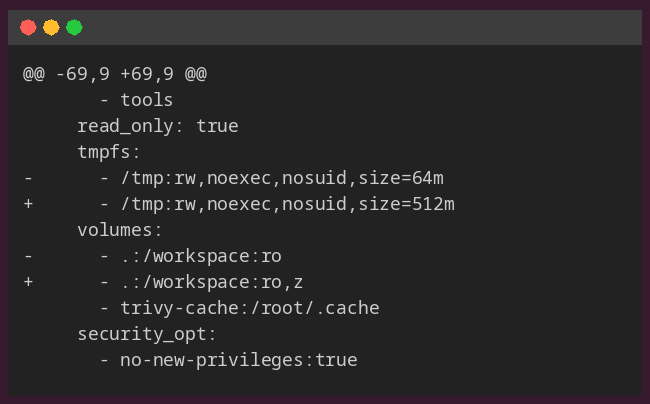 @@ -69,9 +69,9 @@
       - tools
     read_only: true
     tmpfs:
-      - /tmp:rw,noexec,nosuid,size=64m
+      - /tmp:rw,noexec,nosuid,size=512m
     volumes:
-      - .:/workspace:ro
+      - .:/workspace:ro,z
       - trivy-cache:/root/.cache
     security_opt:
       - no-new-privileges:true